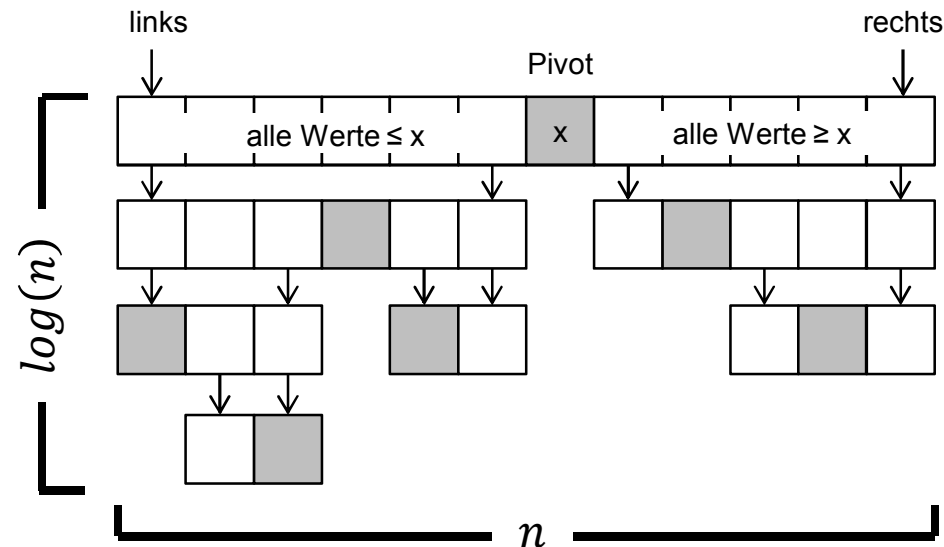 links
rechts
Pivot
alle Werte ≤ x
x
alle Werte ≥ x
log(n)
n